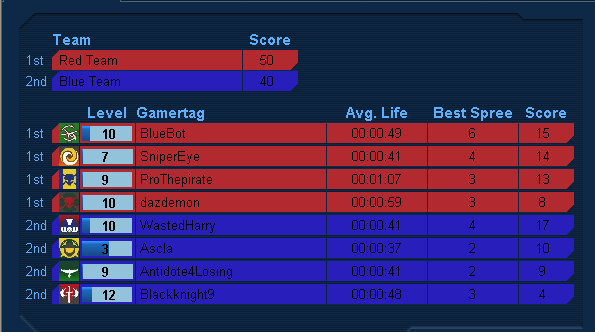 Team Score
1st Red Team 50
2nd Blue Team 40
Level Gamertag Avg. Life Best Spree Score
1st 10 BlueBot 00:00:49 6 15
1st 7 SniperEye 00:00:41 4 14
1st 9 ProThepirate 00:01:07 3 13
1st 10 dazdemon 00:00:59 3 8
2nd 10 WastedHarry 00:00:41 4 17
2nd 3 Ascla 00:00:37 2 10
2nd 9 Antidote4Losing 00:00:41 2 9
2nd 12 Blackknight9 00:00:48 3 4